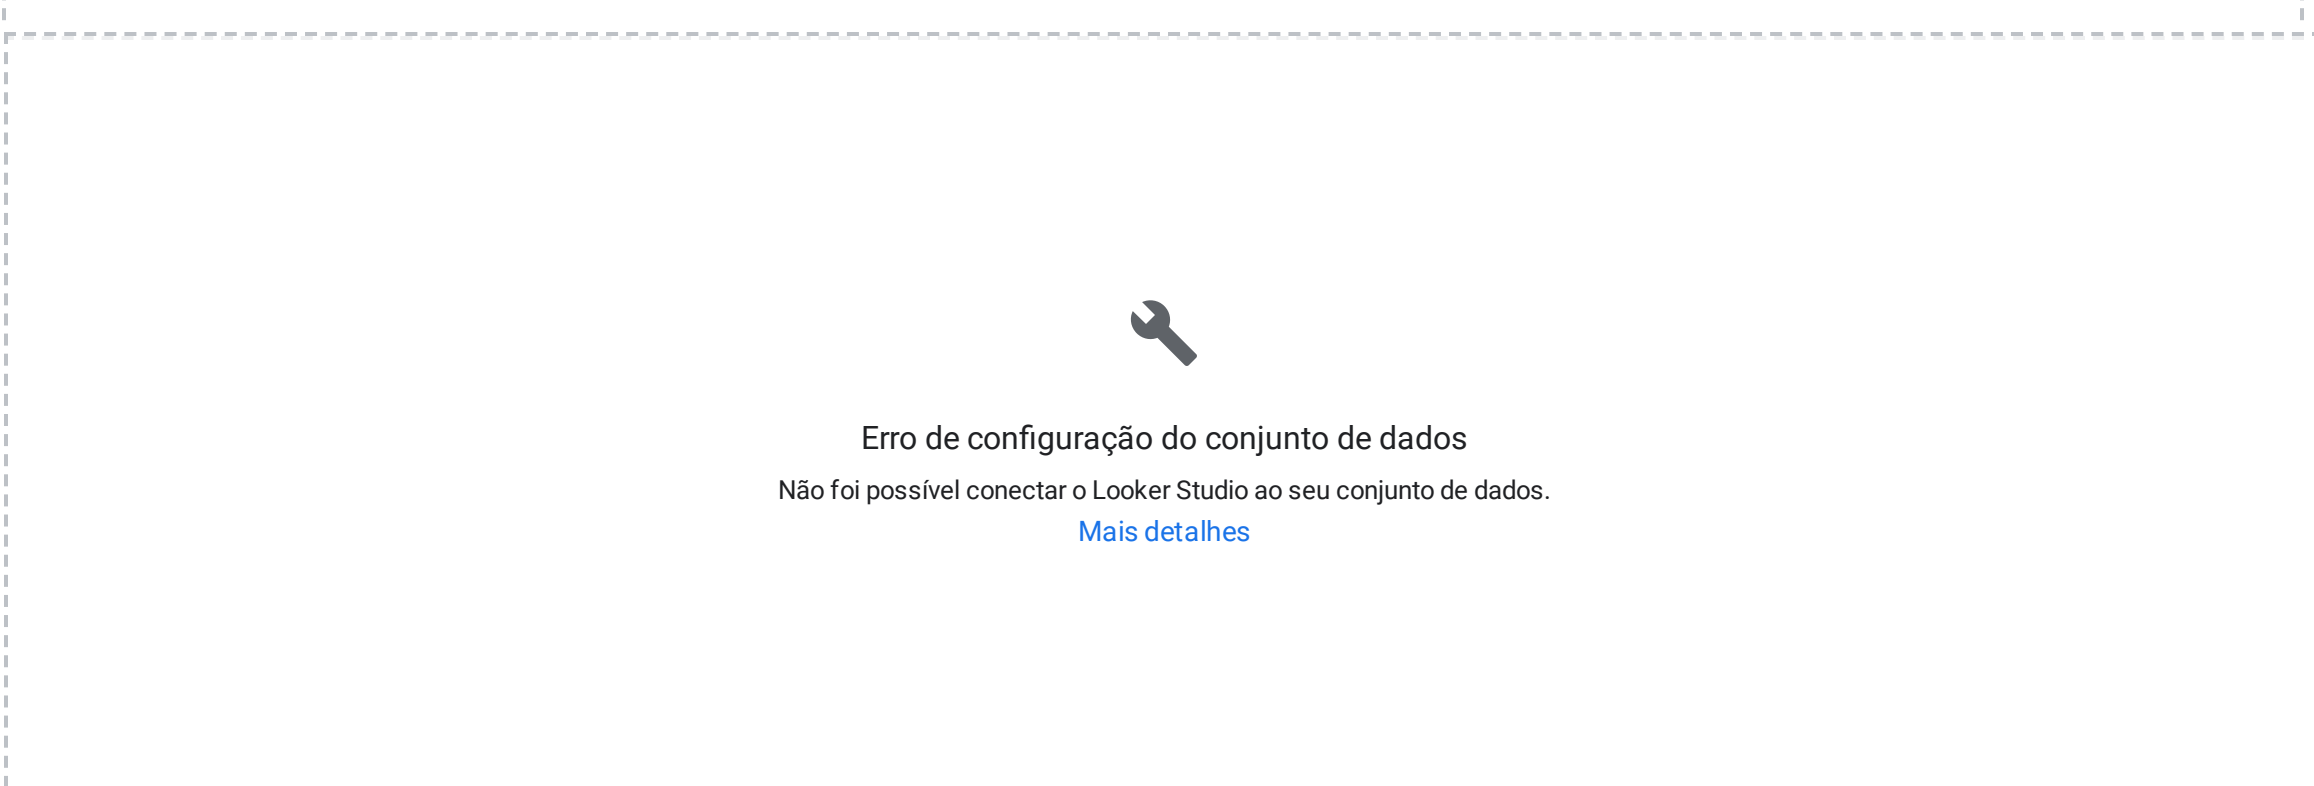 Erro de configuração do conjunto de dados
Não foi possível conectar o Looker Studio ao seu conjunto de dados.
Mais detalhes